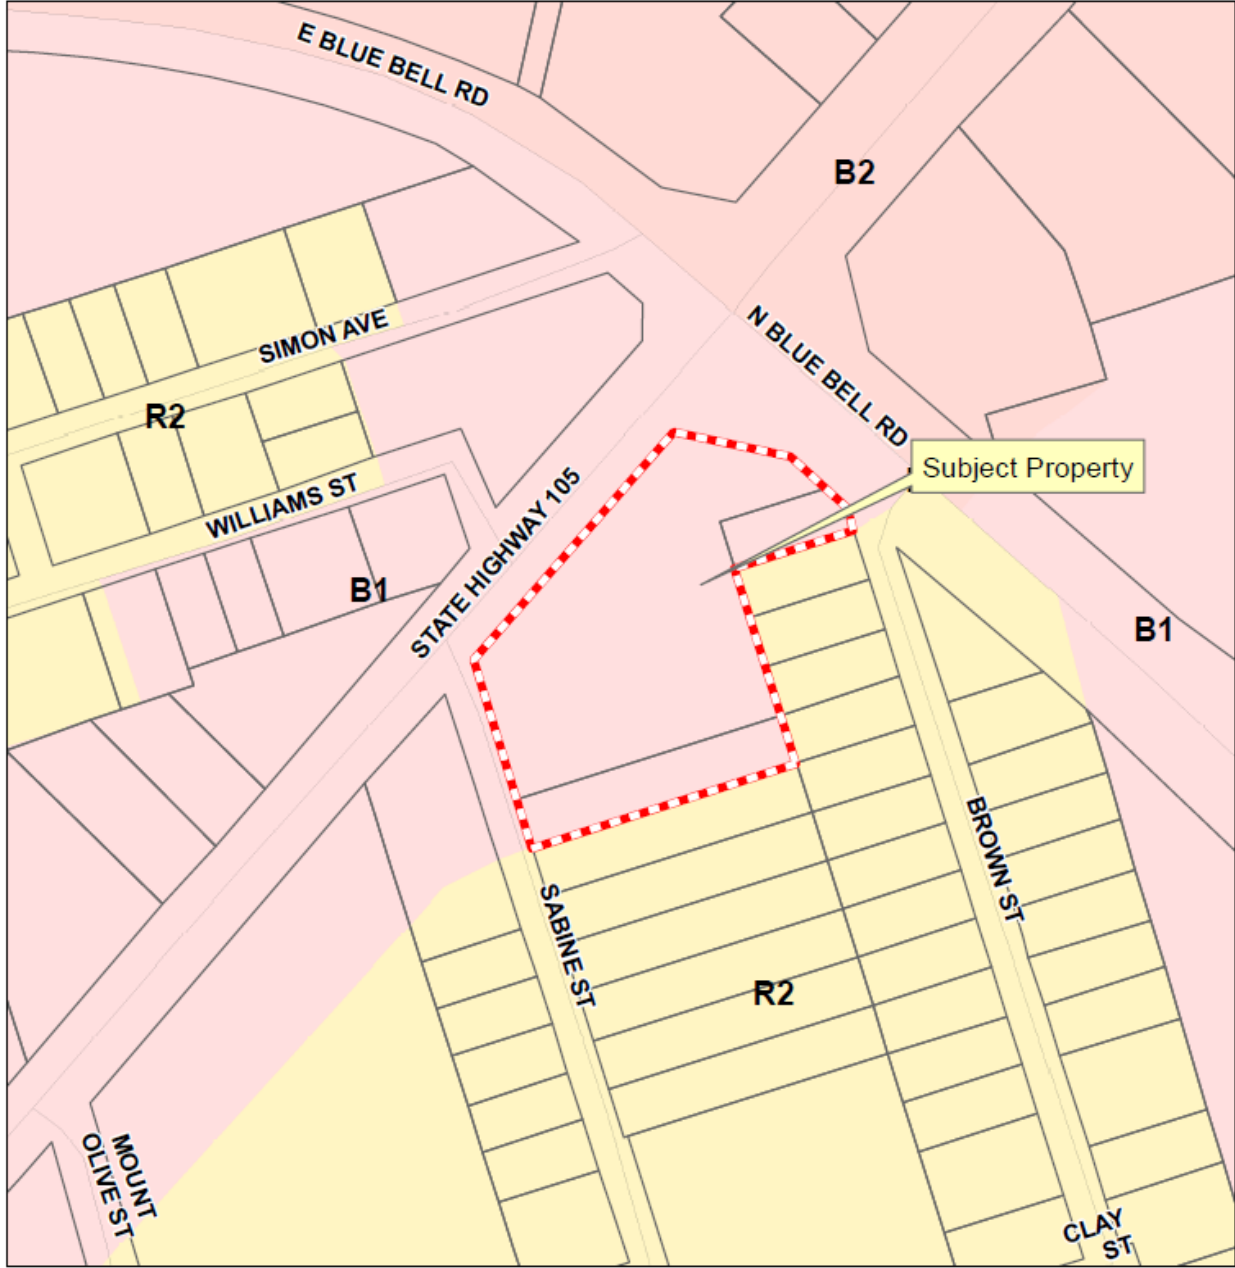 E BLUE BELL RD
B2
SIMON AVE
N BLUE BELL RD
R2
Subject Property
WILLIAMS ST
STATE HIGHWAY 105
B1
B1
BROWN ST
SABINE ST
R2
MOUNT
OLIVE ST
CLAY
ST